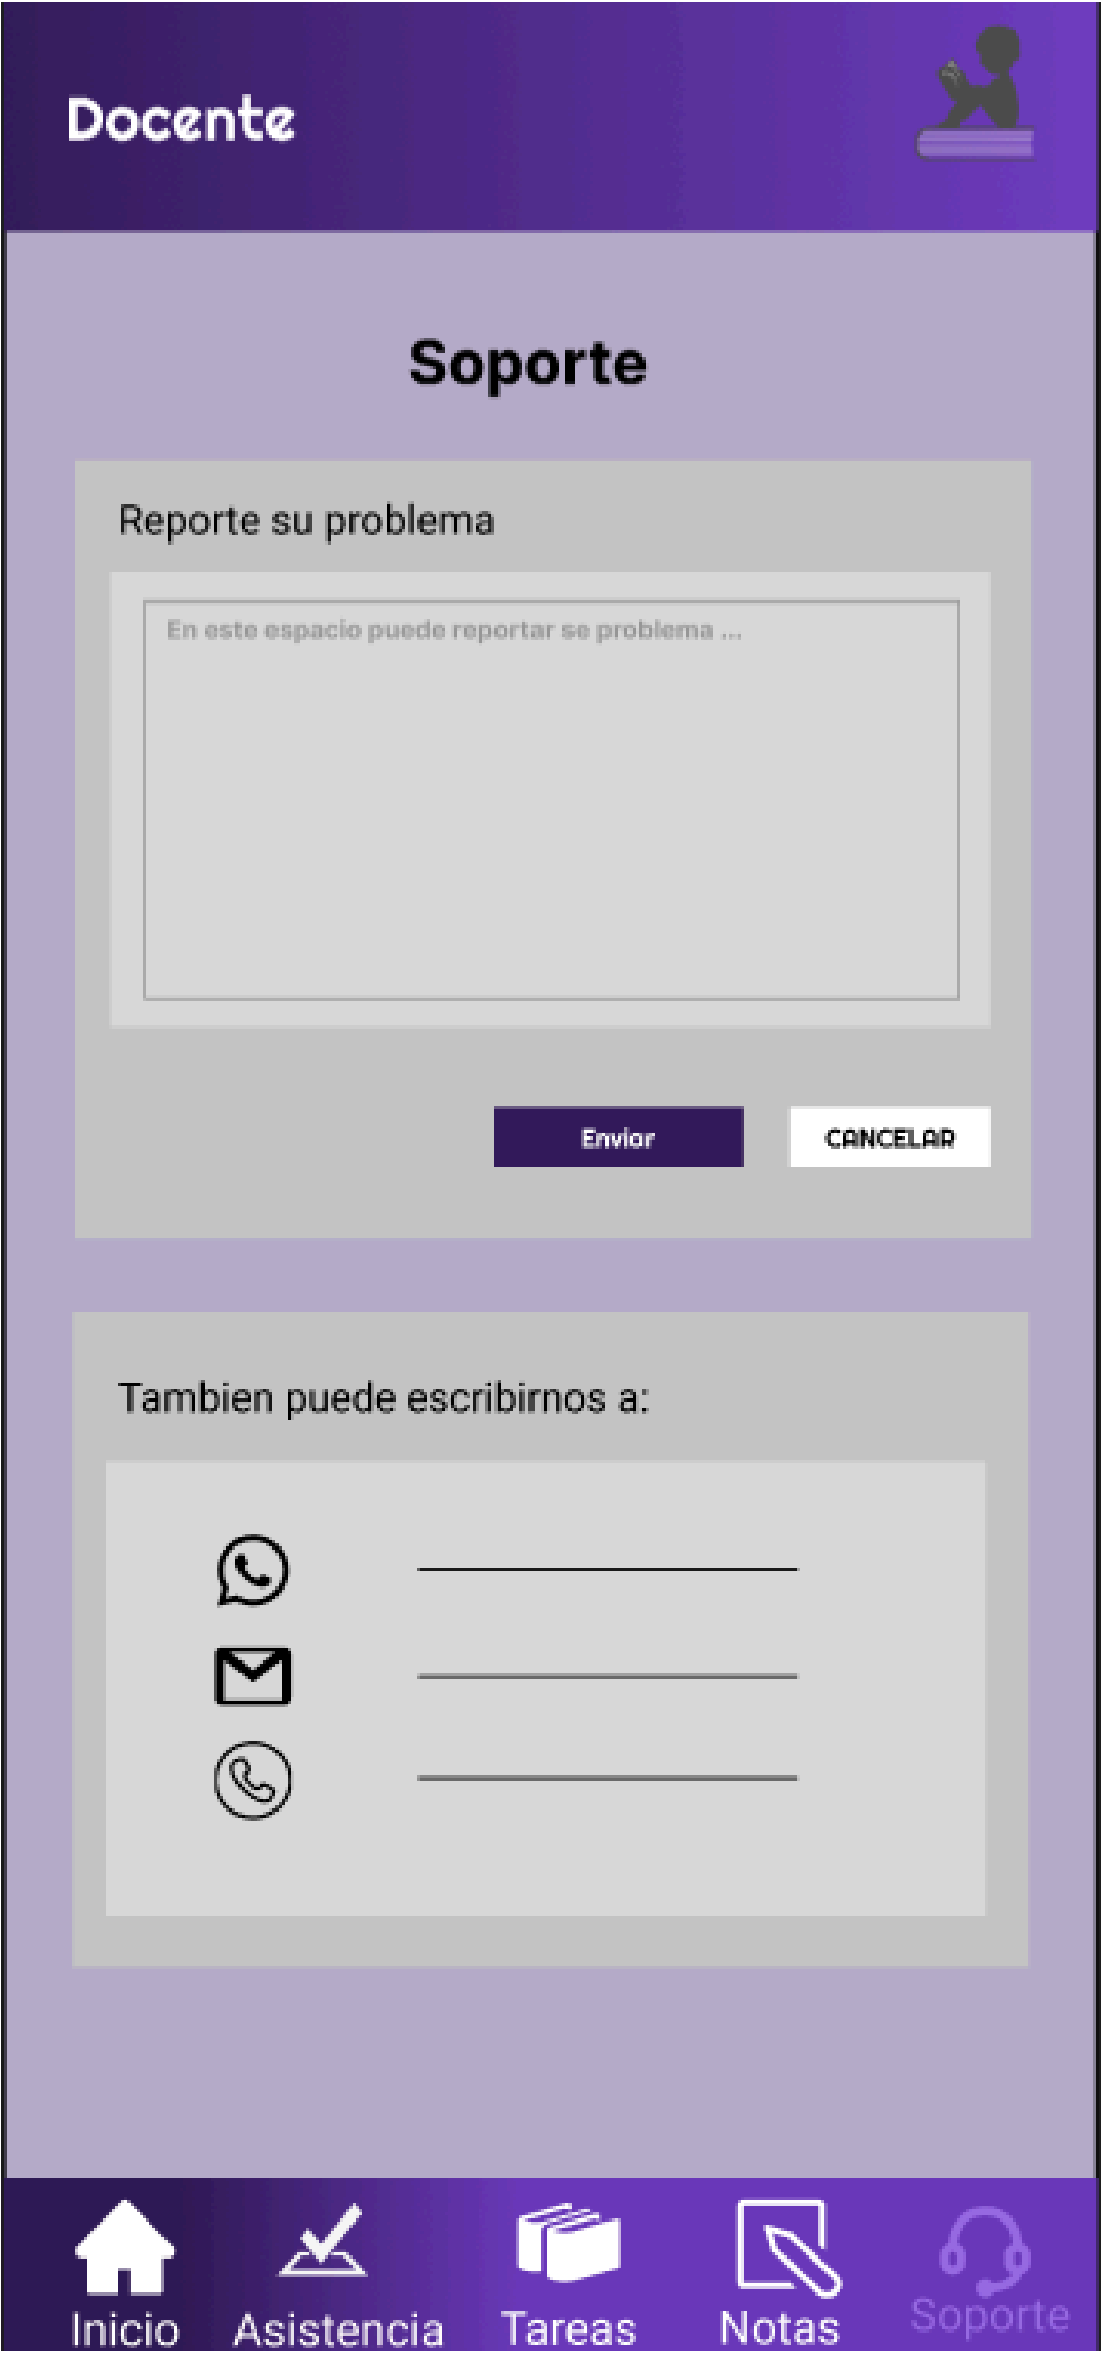 Docente
Soporte
Reporte su problema
En este espacio puede reportar se problema ...
Enviar CANCELAR
Tambien puede escribirnos a:
Inicio Asistencia Tareas Notas Soporte